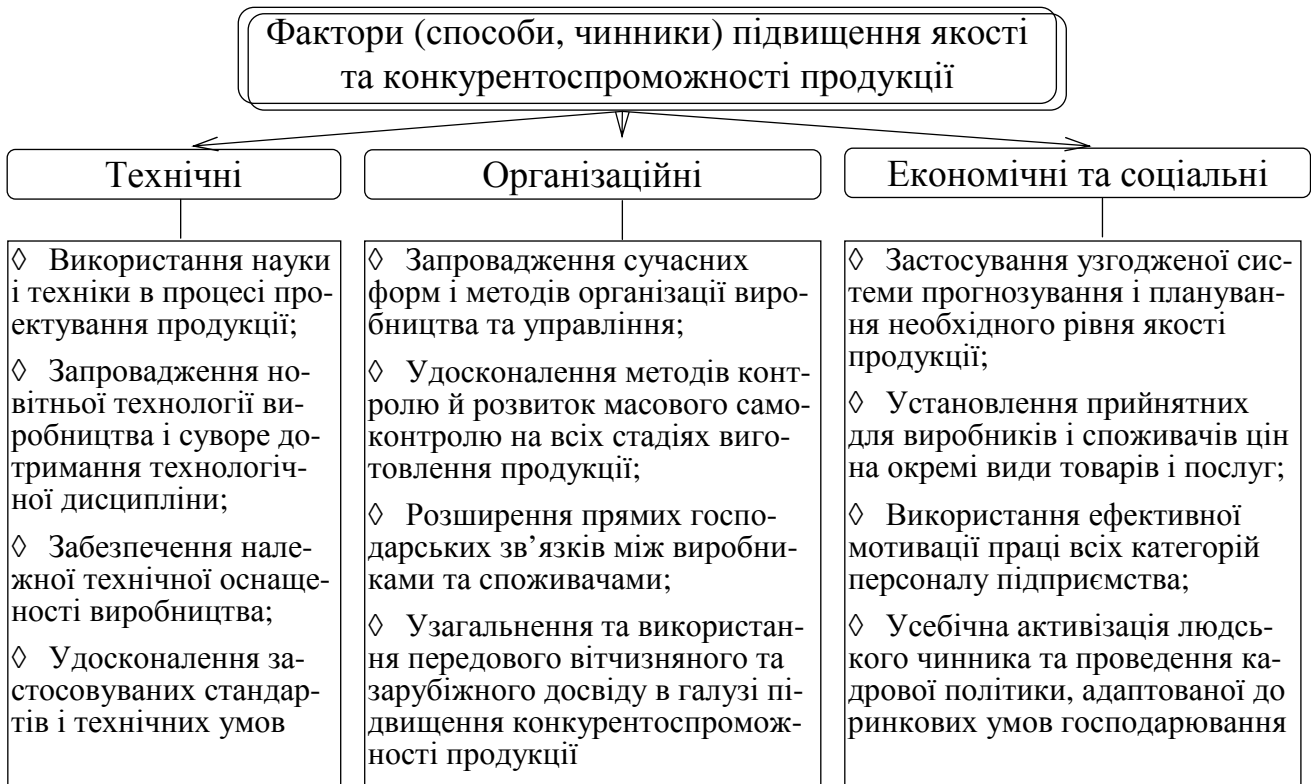 Фактори (способи, чинники) підвищення якості
та конкурентоспроможності продукції
Технічні
◊ Використання науки
і техніки в процесі про-
ектування продукції;
◊ Запровадження но-
вітньої технології ви-
робництва і суворе до-
тримання технологіч-
ної дисципліни;
◊ Забезпечення нале-
жної технічної оснаще-
ності виробництва;
◊ Удосконалення за-
стосовуваних стандар-
тів і технічних умов
Організаційні
◊ Запровадження сучасних
форм і методів організації виро-
бництва та управління;
◊ Удосконалення методів конт-
ролю й розвиток масового само-
контролю на всіх стадіях виго-
товлення продукції;
◊ Розширення прямих госпо-
дарських зв’язків між виробни-
ками та споживачами;
◊ Узагальнення та використан-
ня передового вітчизняного та
зарубіжного досвіду в галузі пі-
двищення конкурентоспромож-
ності продукції
Економічні та соціальні
◊ Застосування узгодженої сис-
теми прогнозування і плануван-
ня необхідного рівня якості
продукції;
◊ Установлення прийнятних
для виробників і споживачів цін
на окремі види товарів і послуг;
◊ Використання ефективної
мотивації праці всіх категорій
персоналу підприємства;
◊ Усебічна активізація людсь-
кого чинника та проведення ка-
дрової політики, адаптованої до
ринкових умов господарювання